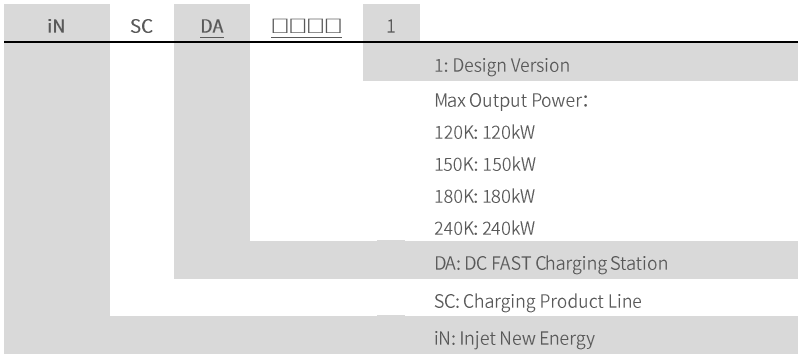 iN SC DA □□□□ 1
1: Design Version
Max Output Power：
120K: 120kW
150K: 150kW
180K: 180kW
240K: 240kW
DA: DC FAST Charging Station
SC: Charging Product Line
iN: Injet New Energy